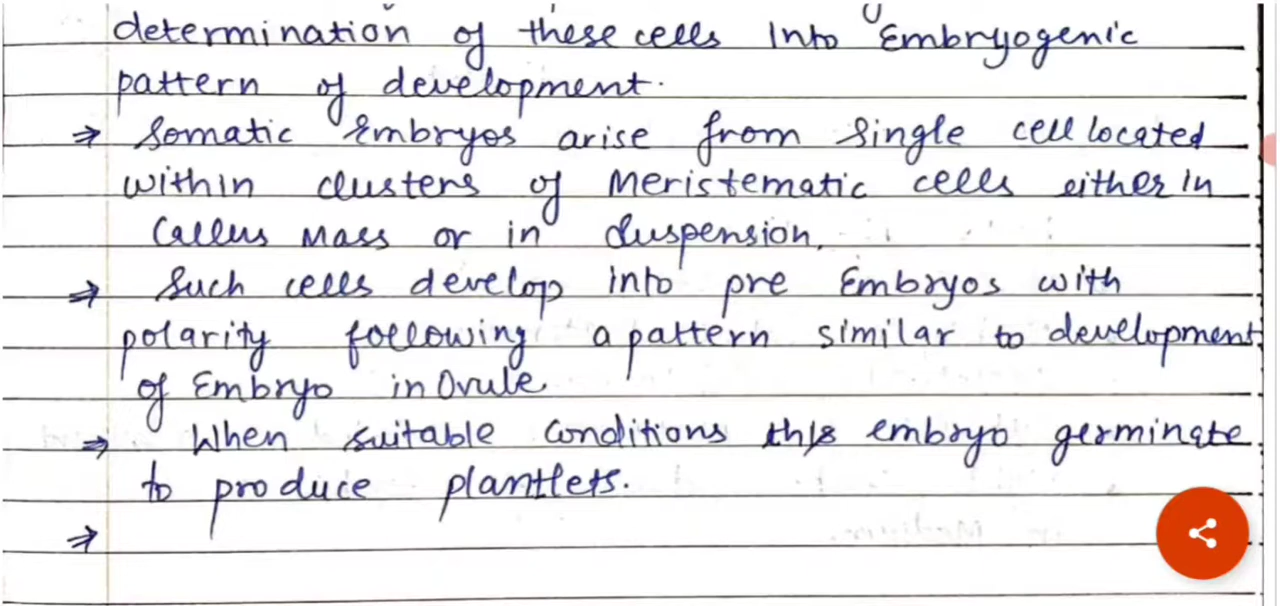 determination of these cells Into Embryogenic
pattern of development.
⇒ Somatic Embryos arise from Single cell located
within clusters of Meristematic cells either in
Callus Mass or in Suspension.
⇒ Such cells develop into pre Embryos with
polarity following a pattern similar to development
of Embryo in Ovule
⇒ When suitable conditions this embryo germinate
to produce plantlets.
⇒